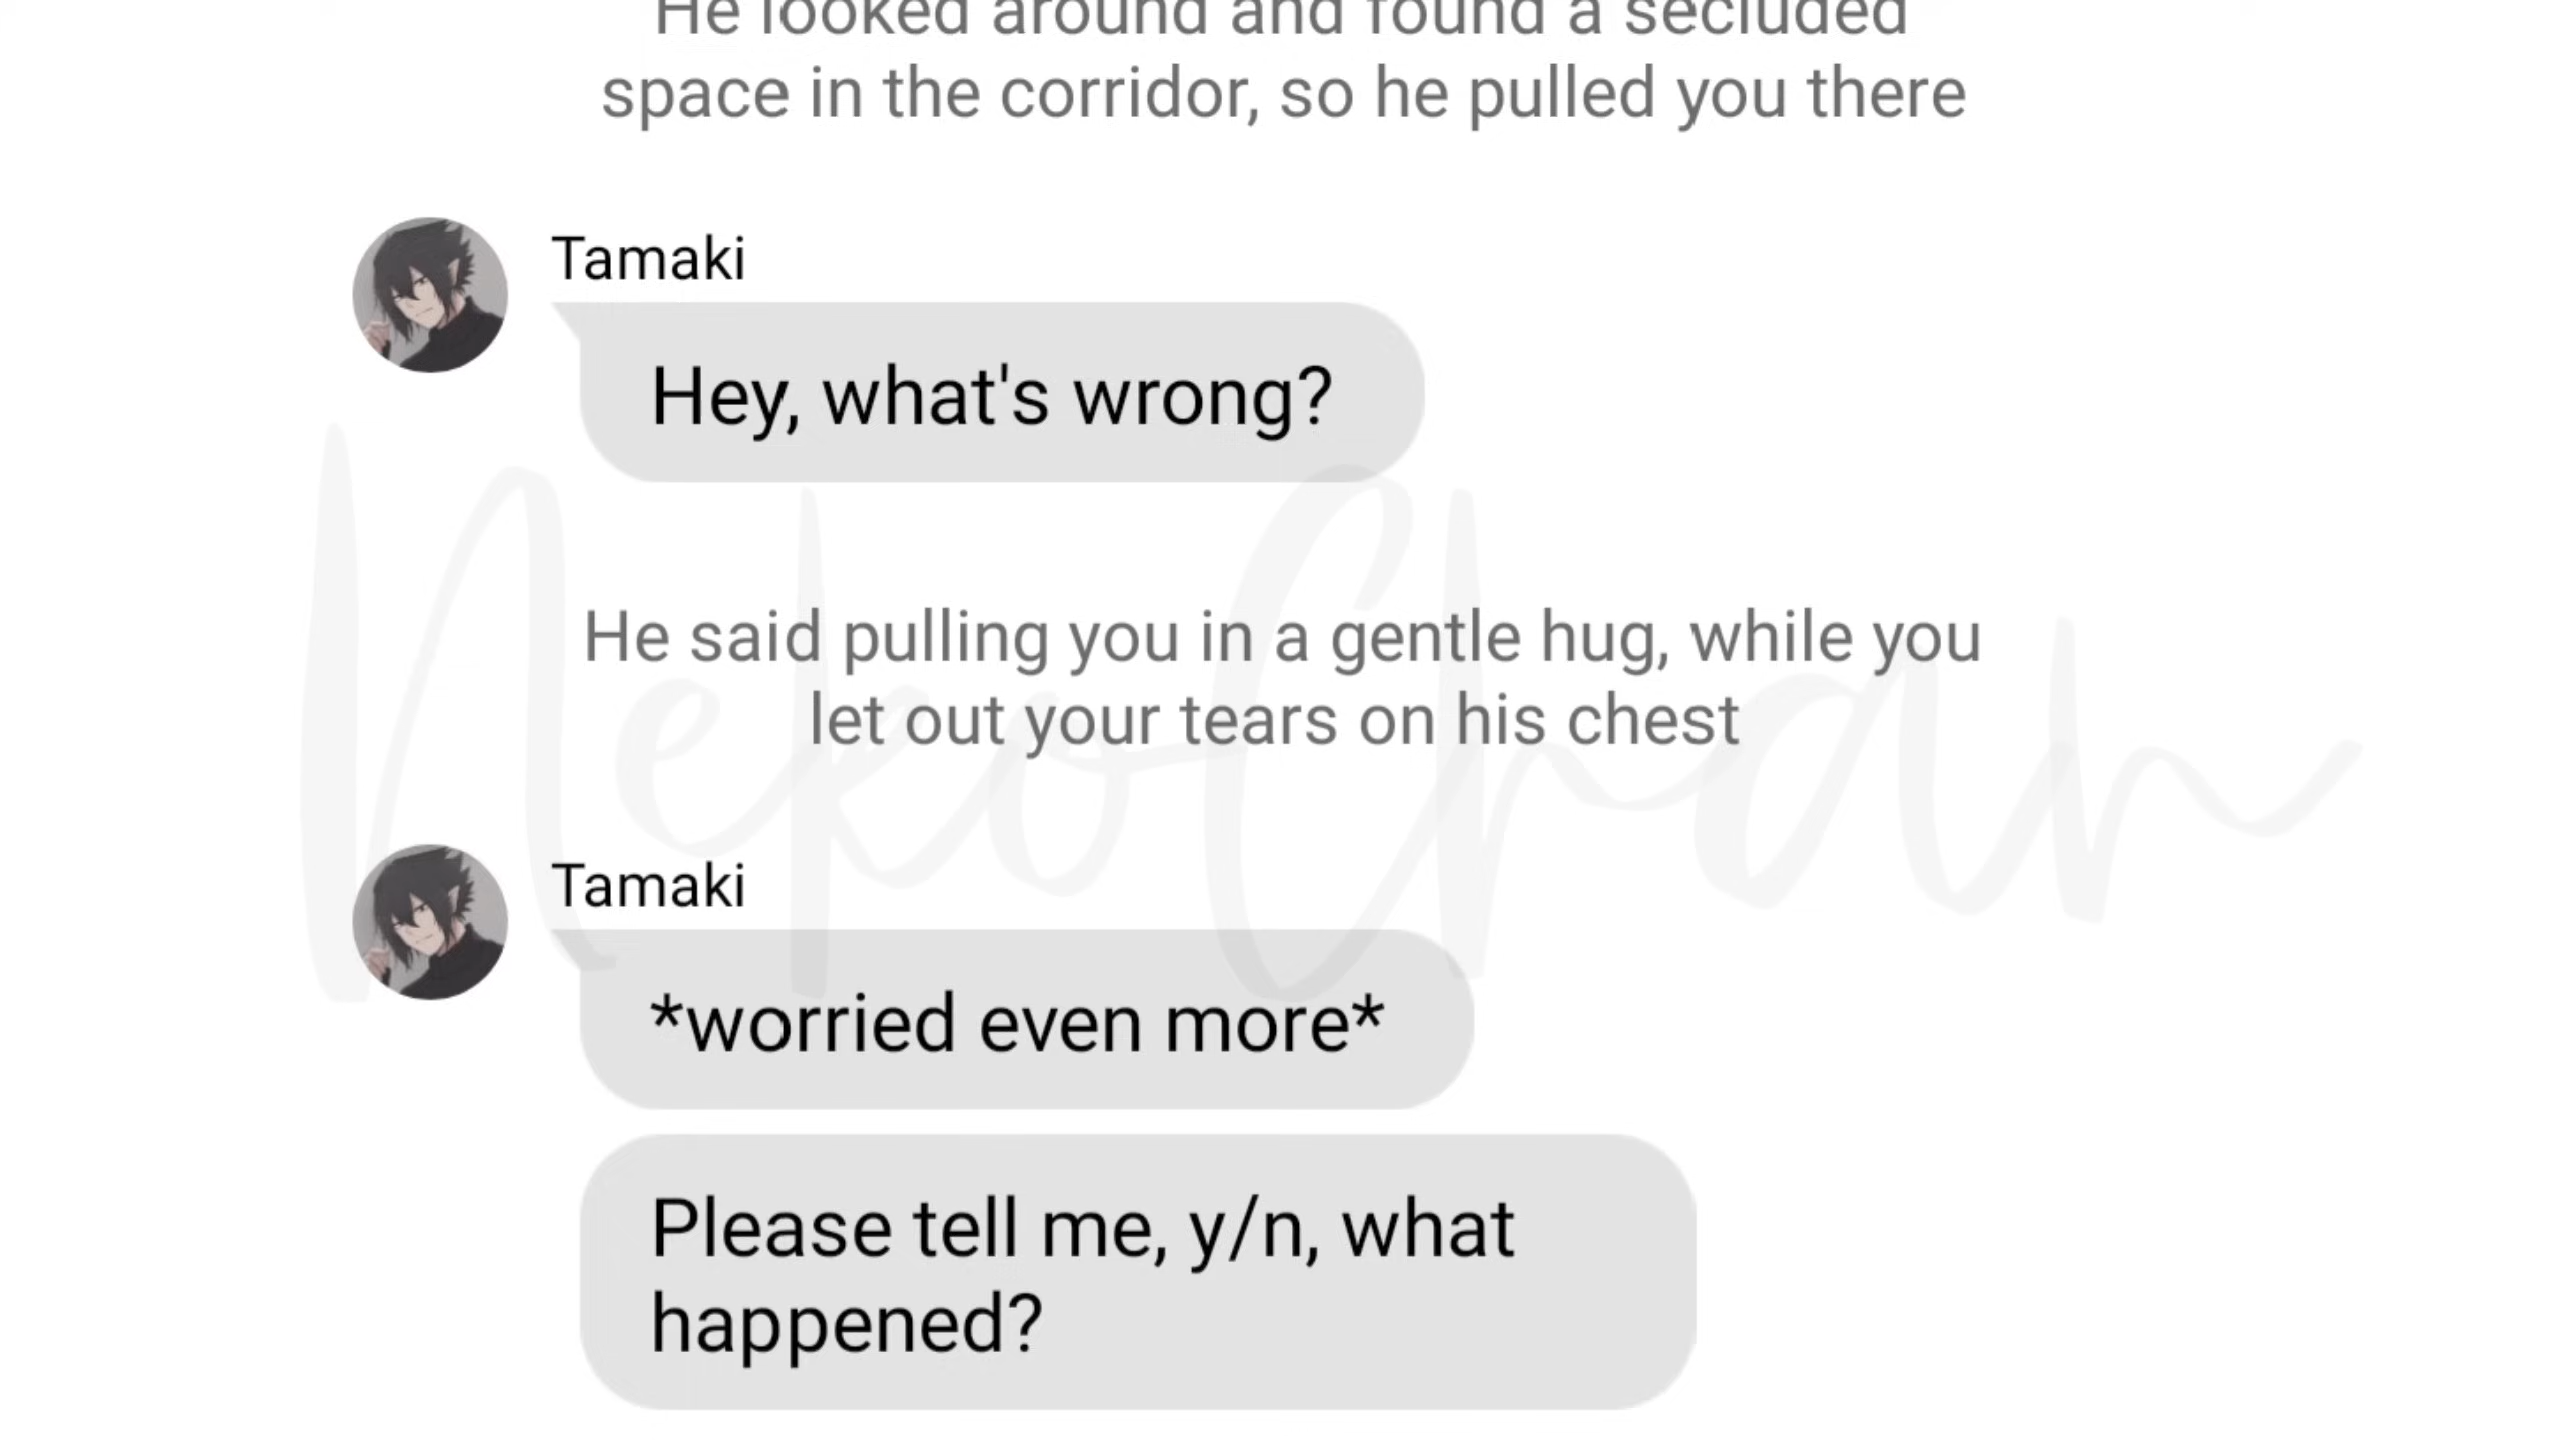 He looked around and found a secluded
space in the corridor, so he pulled you there
Tamaki
Hey, what's wrong?
He said pulling you in a gentle hug, while you
let out your tears on his chest
NekoChan
Tamaki
*worried even more*
Please tell me, y/n, what
happened?